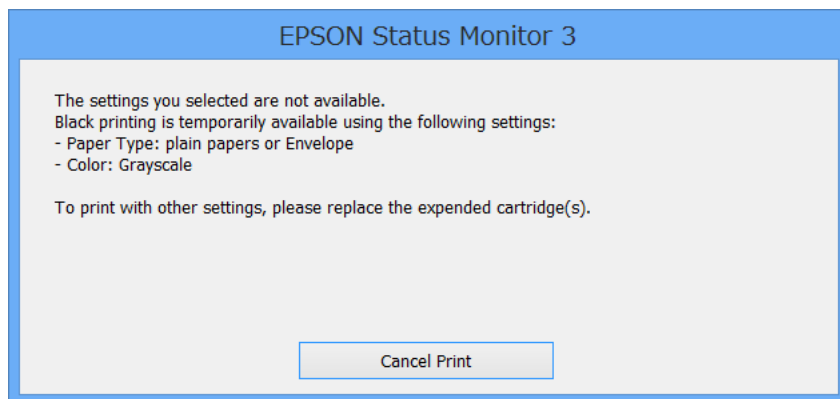 EPSON Status Monitor 3
The settings you selected are not available.
Black printing is temporarily available using the following settings:
- Paper Type: plain papers or Envelope
- Color: Grayscale
To print with other settings, please replace the expended cartridge(s).
Cancel Print